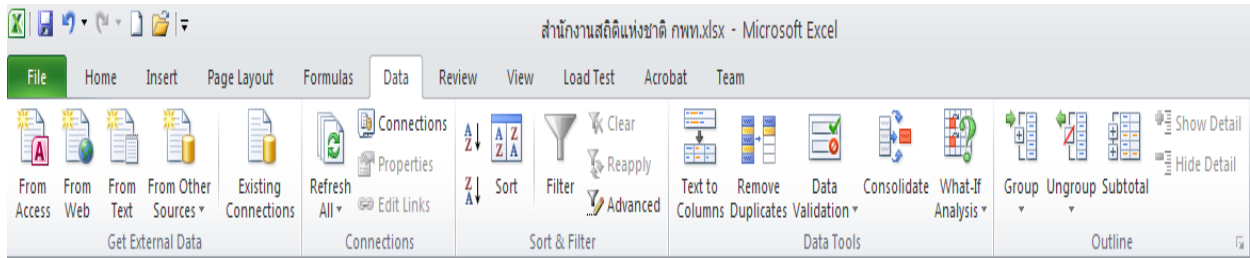 สำนักงานสถิติแห่งชาติ กพท.xlsx - Microsoft Excel
File Home Insert Page Layout Formulas Data Review View Load Test Acrobat Team
From Access
From Web
From Text
From Other Sources
Existing Connections
Get External Data
Refresh All
Connections
Properties
Edit Links
Connections
Sort
Filter
Clear
Reapply
Advanced
Sort & Filter
Text to Columns
Remove Duplicates
Data Validation
Consolidate
What-If Analysis
Data Tools
Group
Ungroup
Subtotal
Show Detail
Hide Detail
Outline